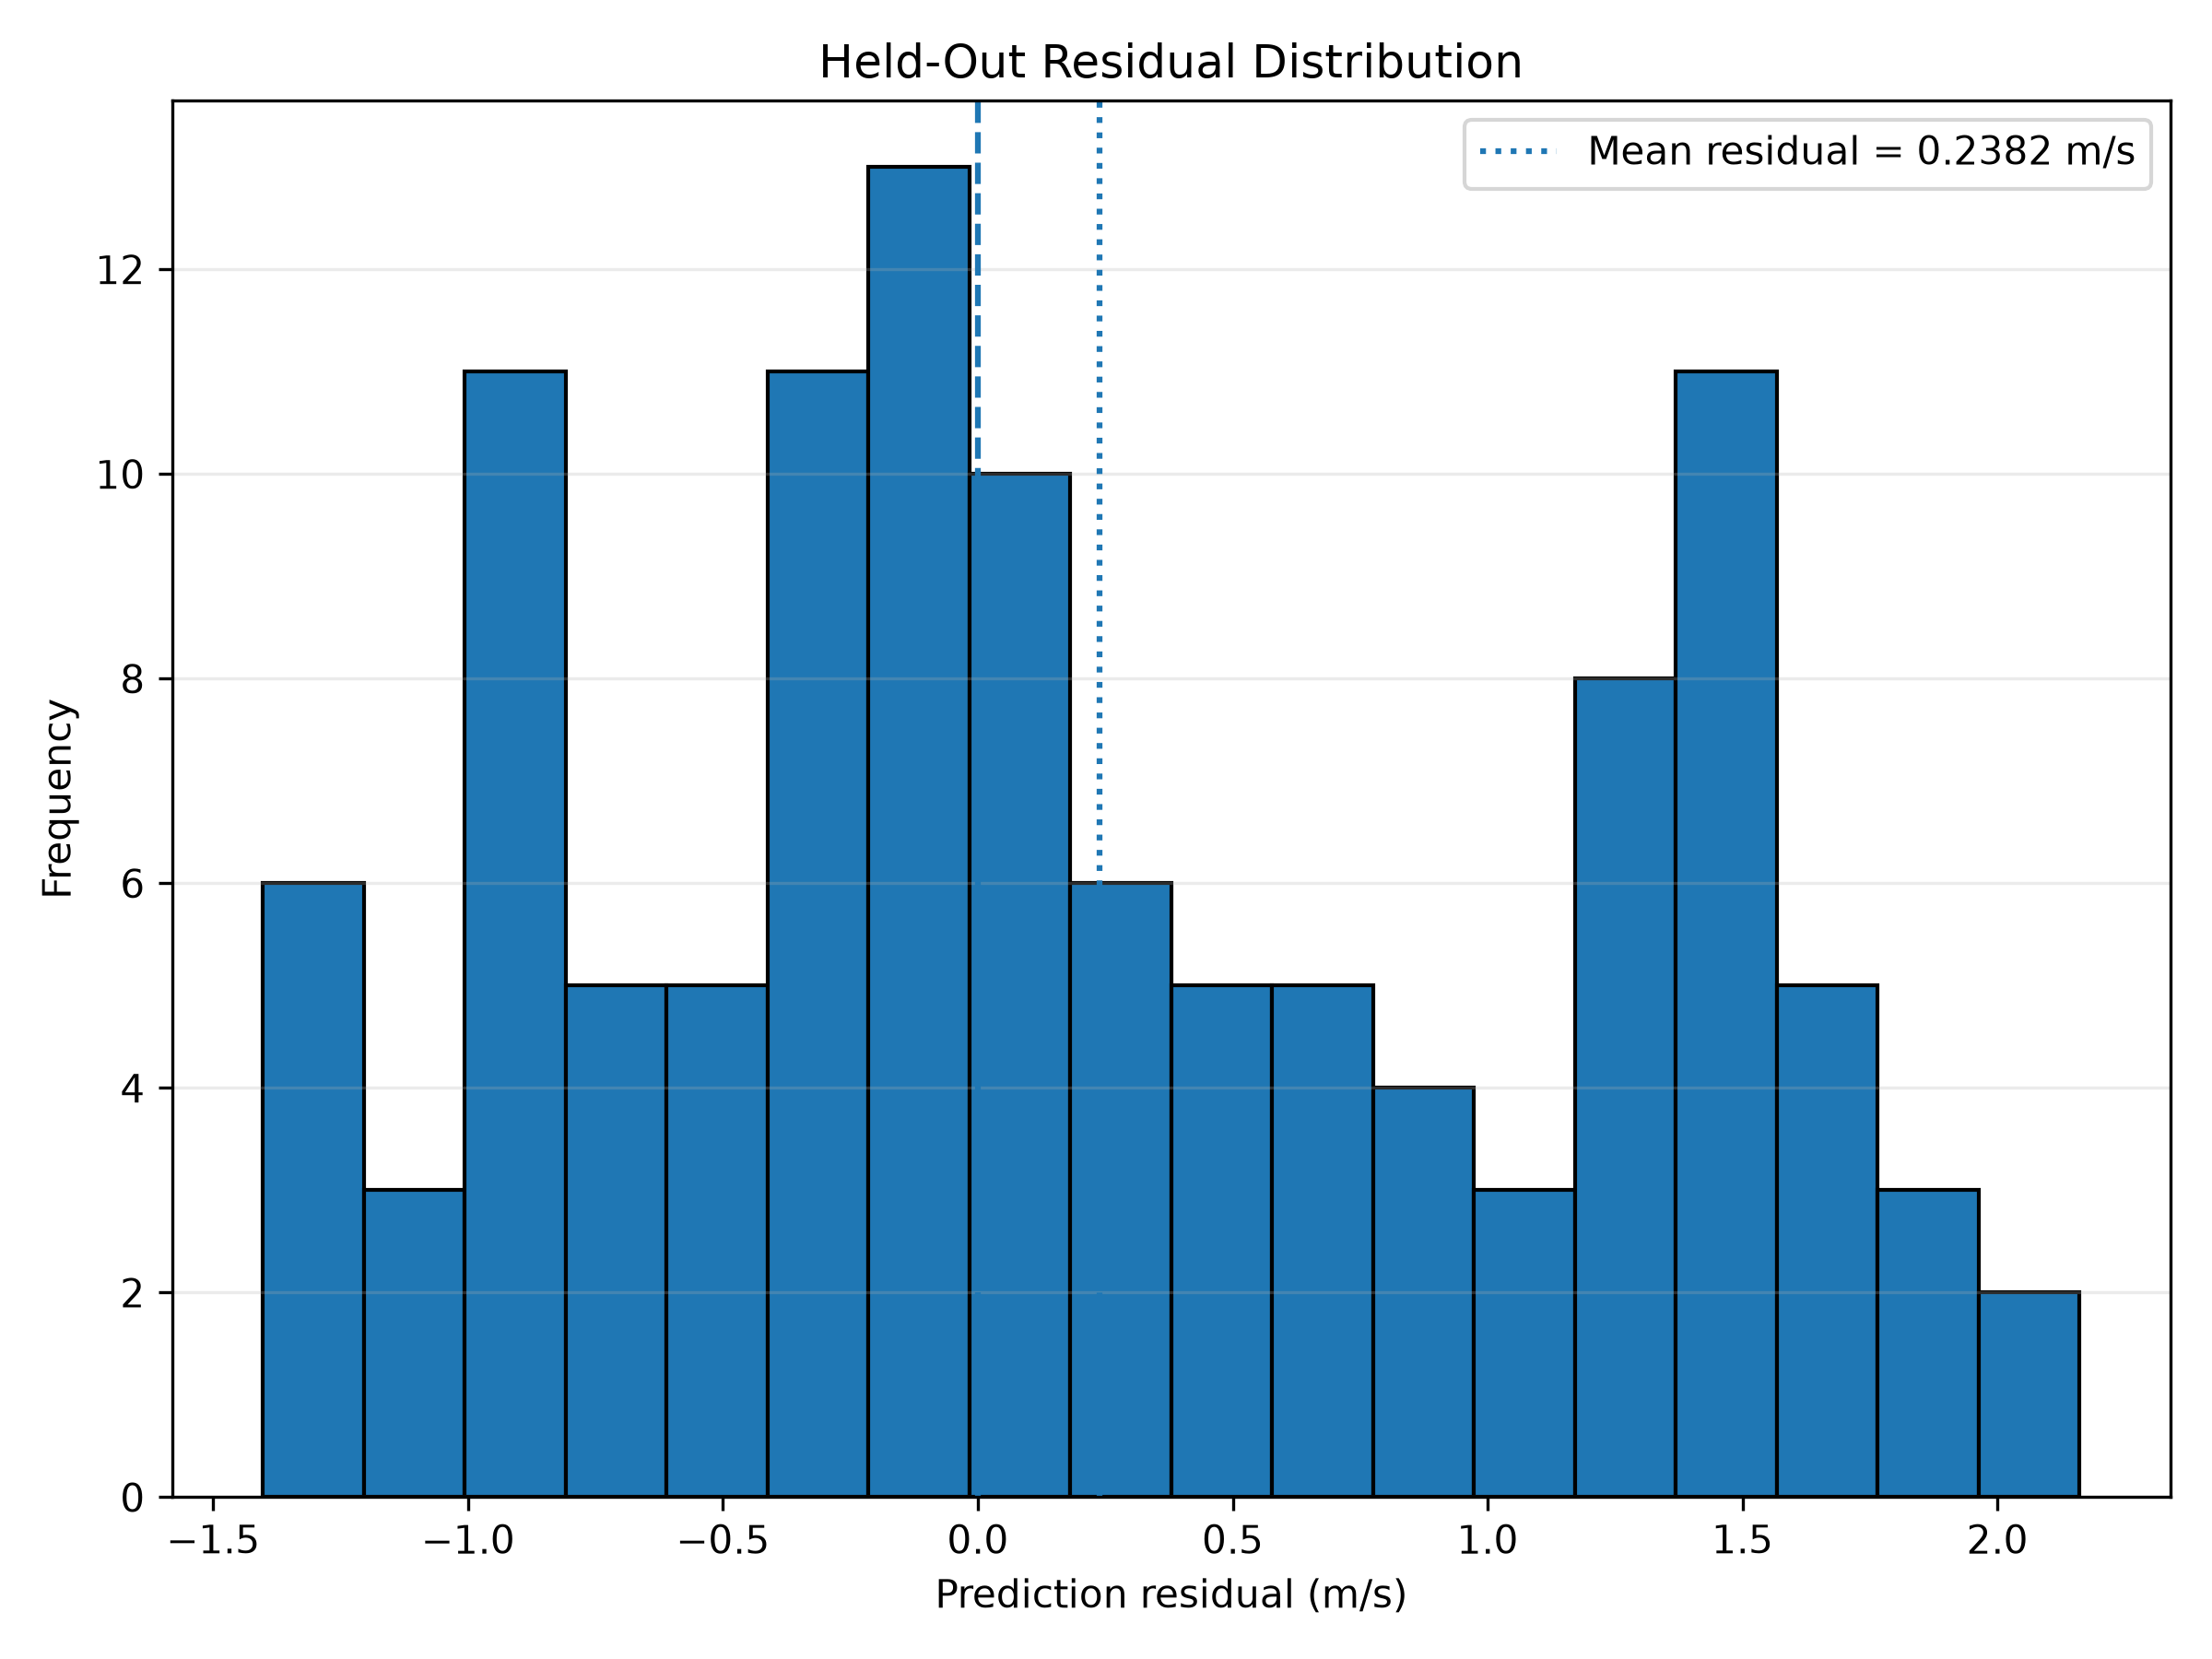 Held-Out Residual Distribution
Mean residual = 0.2382 m/s
Frequency
12
10
8
6
4
2
0
−1.5 −1.0 −0.5 0.0 0.5 1.0 1.5 2.0
Prediction residual (m/s)